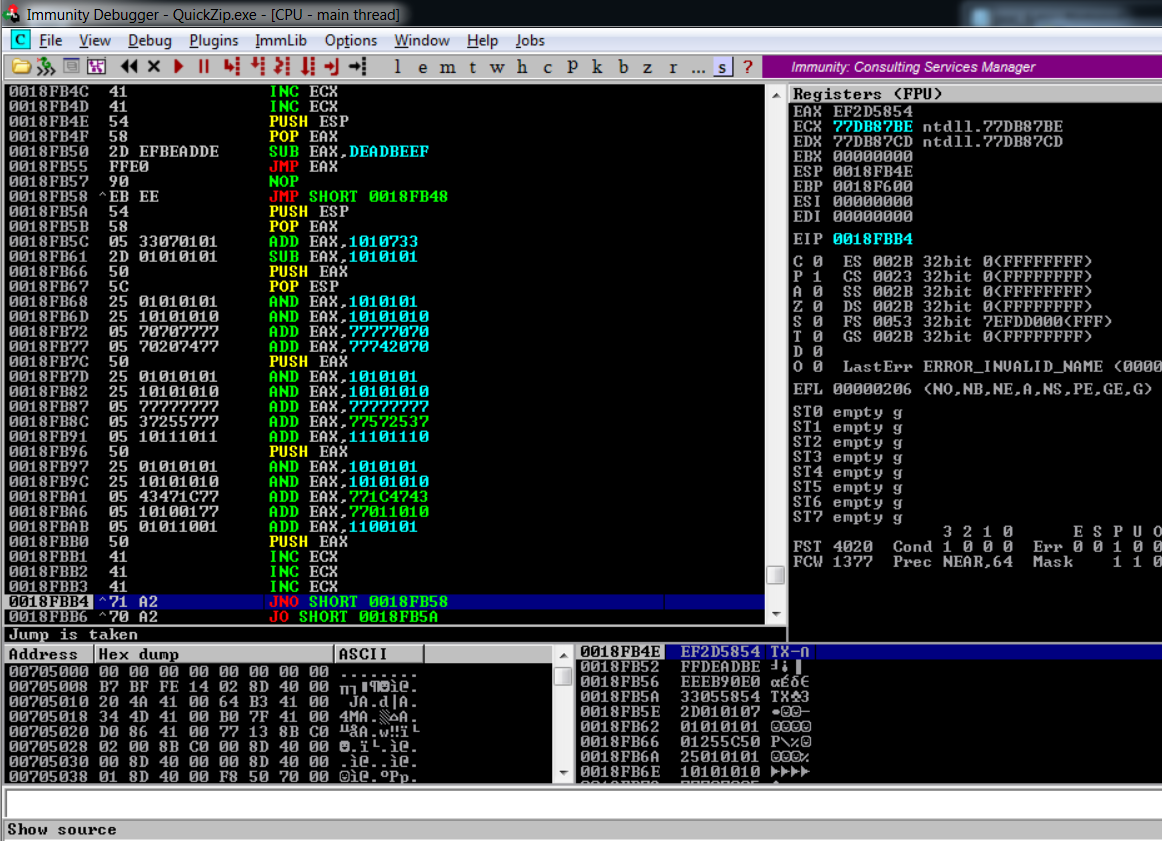 Immunity Debugger - QuickZip.exe - [CPU - main thread]
C File View Debug Plugins ImmLib Options Window Help Jobs
l e m t w h c P k b z r ... s ? Immunity: Consulting Services Manager
0018FB4C 41 INC ECX
0018FB4D 41 INC ECX
0018FB4E 54 PUSH ESP
0018FB4F 58 POP EAX
0018FB50 2D EFBEADDE SUB EAX,DEADBEEF
0018FB55 FFE0 JMP EAX
0018FB57 90 NOP
0018FB58 ^EB EE JMP SHORT 0018FB48
0018FB5A 54 PUSH ESP
0018FB5B 58 POP EAX
0018FB5C 05 33070101 ADD EAX,1010733
0018FB61 2D 01010101 SUB EAX,1010101
0018FB66 50 PUSH EAX
0018FB67 5C POP ESP
0018FB68 25 01010101 AND EAX,1010101
0018FB6D 25 10101010 AND EAX,10101010
0018FB72 05 70707777 ADD EAX,77777070
0018FB77 05 70207477 ADD EAX,77742070
0018FB7C 50 PUSH EAX
0018FB7D 25 01010101 AND EAX,1010101
0018FB82 25 10101010 AND EAX,10101010
0018FB87 05 77777777 ADD EAX,77777777
0018FB8C 05 37255777 ADD EAX,77572537
0018FB91 05 10111011 ADD EAX,11101110
0018FB96 50 PUSH EAX
0018FB97 25 01010101 AND EAX,1010101
0018FB9C 25 10101010 AND EAX,10101010
0018FBA1 05 43471C77 ADD EAX,771C4743
0018FBA6 05 10100177 ADD EAX,77011010
0018FBAB 05 01011001 ADD EAX,1100101
0018FBB0 50 PUSH EAX
0018FBB1 41 INC ECX
0018FBB2 41 INC ECX
0018FBB3 41 INC ECX
0018FBB4 ^71 A2 JNO SHORT 0018FB58
0018FBB6 ^70 A2 JO SHORT 0018FB5A
Jump is taken
Registers (FPU)
EAX EF2D5854
ECX 77DB87BE ntdll.77DB87BE
EDX 77DB87CD ntdll.77DB87CD
EBX 00000000
ESP 0018FB4E
EBP 0018F600
ESI 00000000
EDI 00000000
EIP 0018FBB4
C 0 ES 002B 32bit 0(FFFFFFFF)
P 1 CS 0023 32bit 0(FFFFFFFF)
A 0 SS 002B 32bit 0(FFFFFFFF)
Z 0 DS 002B 32bit 0(FFFFFFFF)
S 0 FS 0053 32bit 7EFDD000(FFF)
T 0 GS 002B 32bit 0(FFFFFFFF)
D 0
O 0 LastErr ERROR_INVALID_NAME (0000
EFL 00000206 (NO,NB,NE,A,NS,PE,GE,G)
ST0 empty g
ST1 empty g
ST2 empty g
ST3 empty g
ST4 empty g
ST5 empty g
ST6 empty g
ST7 empty g
3 2 1 0 E S P U O
FST 4020 Cond 1 0 0 0 Err 0 0 1 0 0
FCW 1377 Prec NEAR,64 Mask 1 1 0
Address Hex dump ASCII
00705000 00 00 00 00 00 00 00 00 ........
00705008 B7 BF FE 14 02 8D 40 00
00705010 20 4A 41 00 64 B3 41 00 JA.d│A.
00705018 34 4D 41 00 B0 7F 41 00 4MA.░⌂A.
00705020 D0 86 41 00 77 13 8B C0
00705028 02 00 8B C0 00 8D 40 00
00705030 00 8D 40 00 00 8D 40 00 .ì@..ì@.
00705038 01 8D 40 00 F8 50 70 00 ☺ì@.°Pp.
0018FB4E EF2D5854 TX-∩
0018FB52 FFDEADBE
0018FB56 EEEB90E0 αÉδε
0018FB5A 33055854 TX♣3
0018FB5E 2D010107 •☺☺-
0018FB62 01010101 ☺☺☺☺
0018FB66 01255C50 P\%☺
0018FB6A 25010101 ☺☺☺%
0018FB6E 10101010 ►►►►
Show source